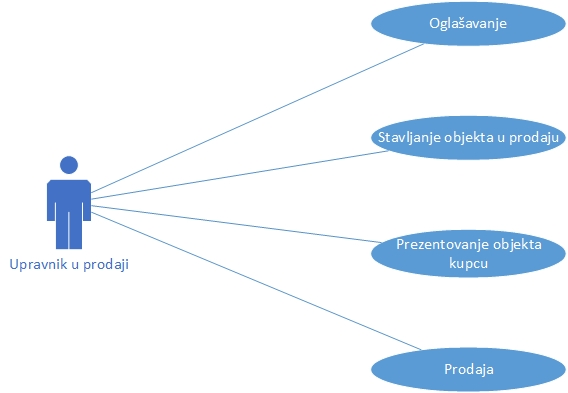 Oglašavanje
Stavljanje objekta u prodaju
Upravnik u prodaji
Prezentovanje objekta
kupcu
Prodaja